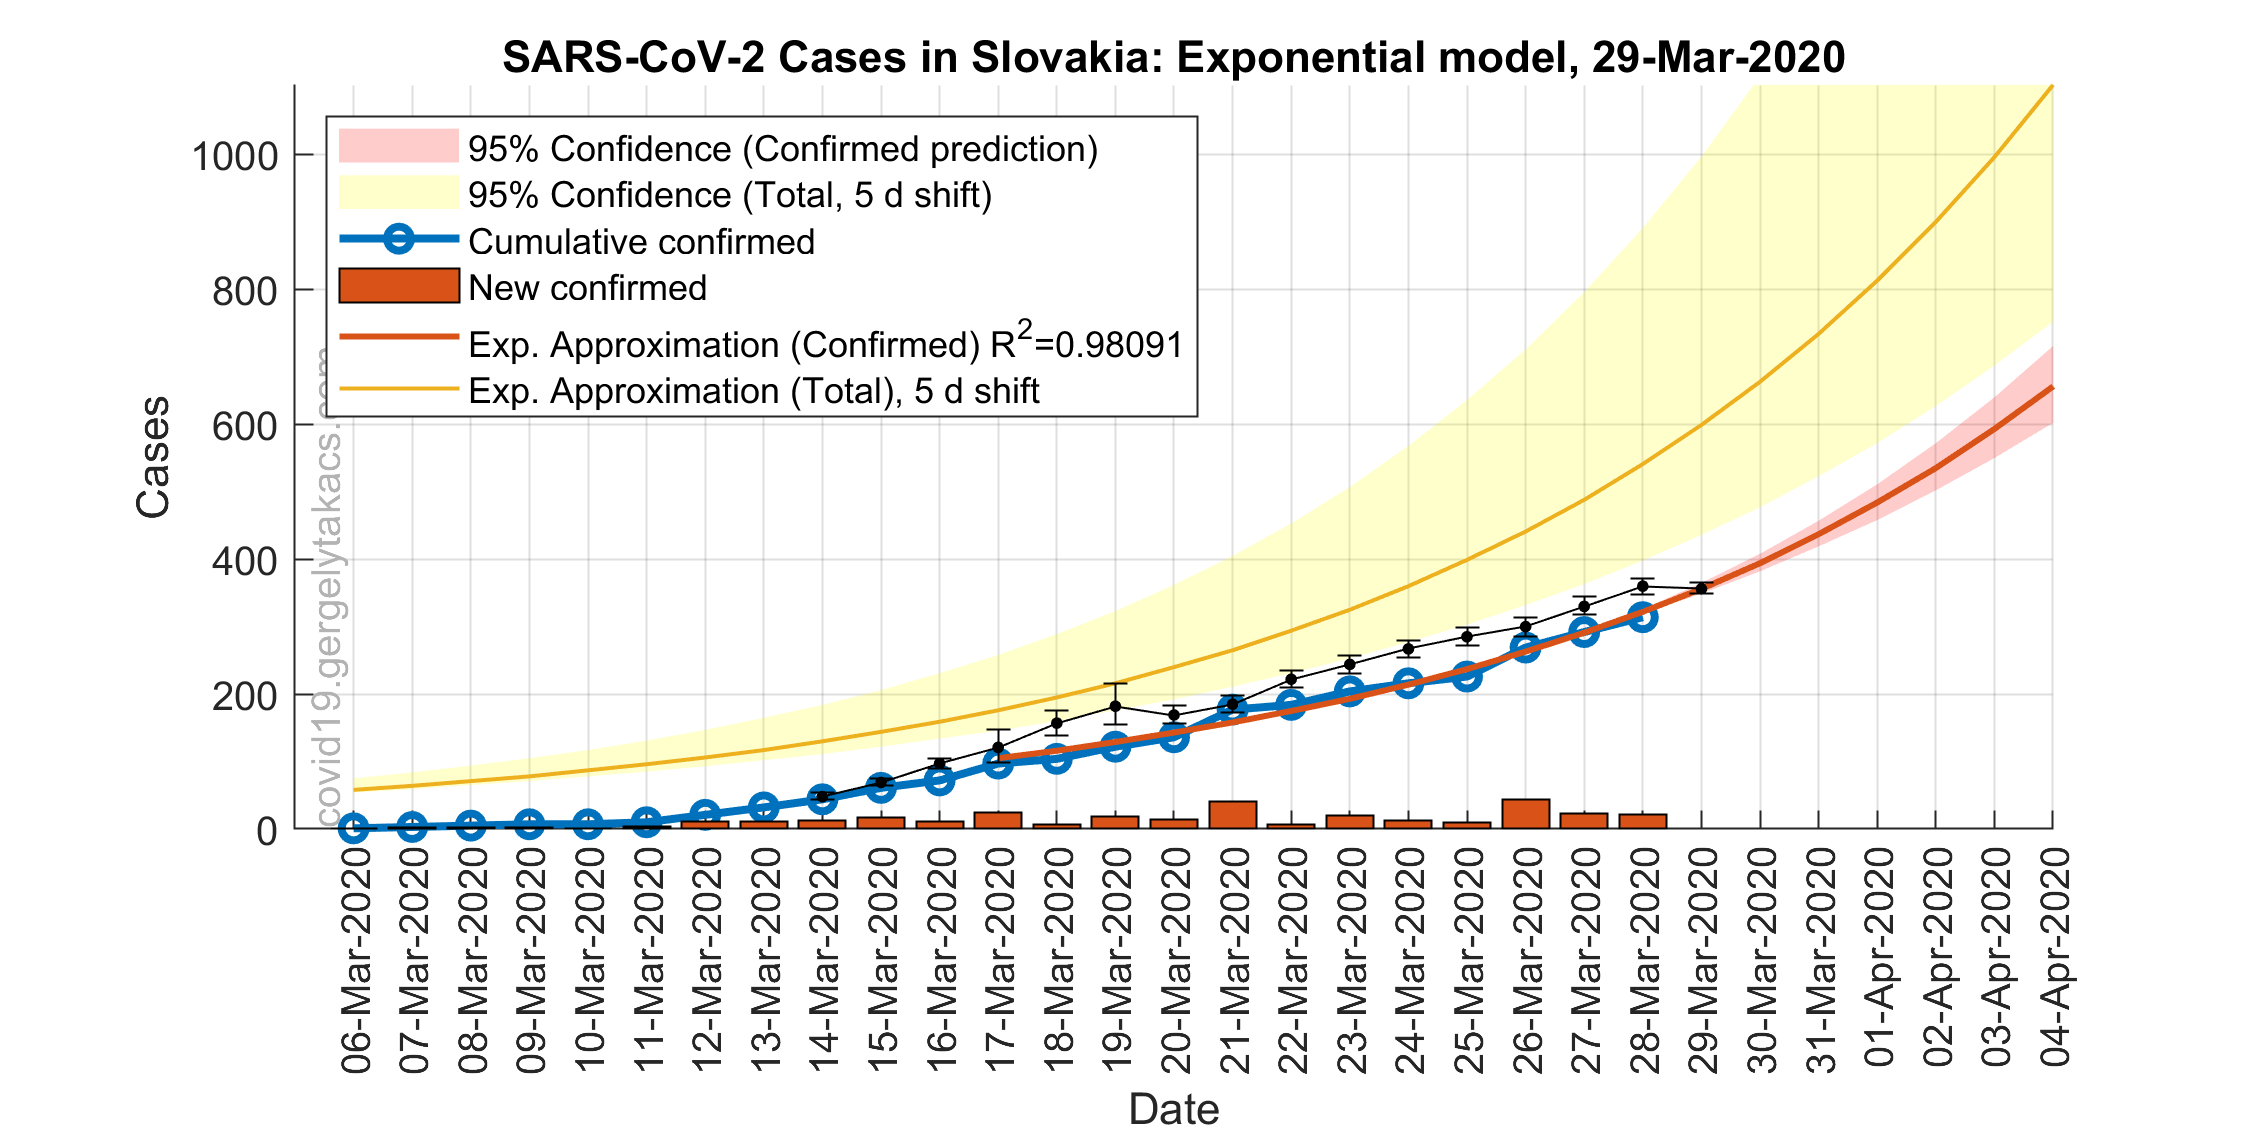 SARS-CoV-2 Cases in Slovakia: Exponential model, 29-Mar-2020
95% Confidence (Confirmed prediction)
95% Confidence (Total, 5 d shift)
Cumulative confirmed
New confirmed
Exp. Approximation (Confirmed) R²=0.98091
Exp. Approximation (Total), 5 d shift
1000
800
600
400
200
0
Cases
covid19.gergelytakacs.com
06-Mar-2020
07-Mar-2020
08-Mar-2020
09-Mar-2020
10-Mar-2020
11-Mar-2020
12-Mar-2020
13-Mar-2020
14-Mar-2020
15-Mar-2020
16-Mar-2020
17-Mar-2020
18-Mar-2020
19-Mar-2020
20-Mar-2020
21-Mar-2020
22-Mar-2020
23-Mar-2020
24-Mar-2020
25-Mar-2020
26-Mar-2020
27-Mar-2020
28-Mar-2020
29-Mar-2020
30-Mar-2020
31-Mar-2020
01-Apr-2020
02-Apr-2020
03-Apr-2020
04-Apr-2020
Date